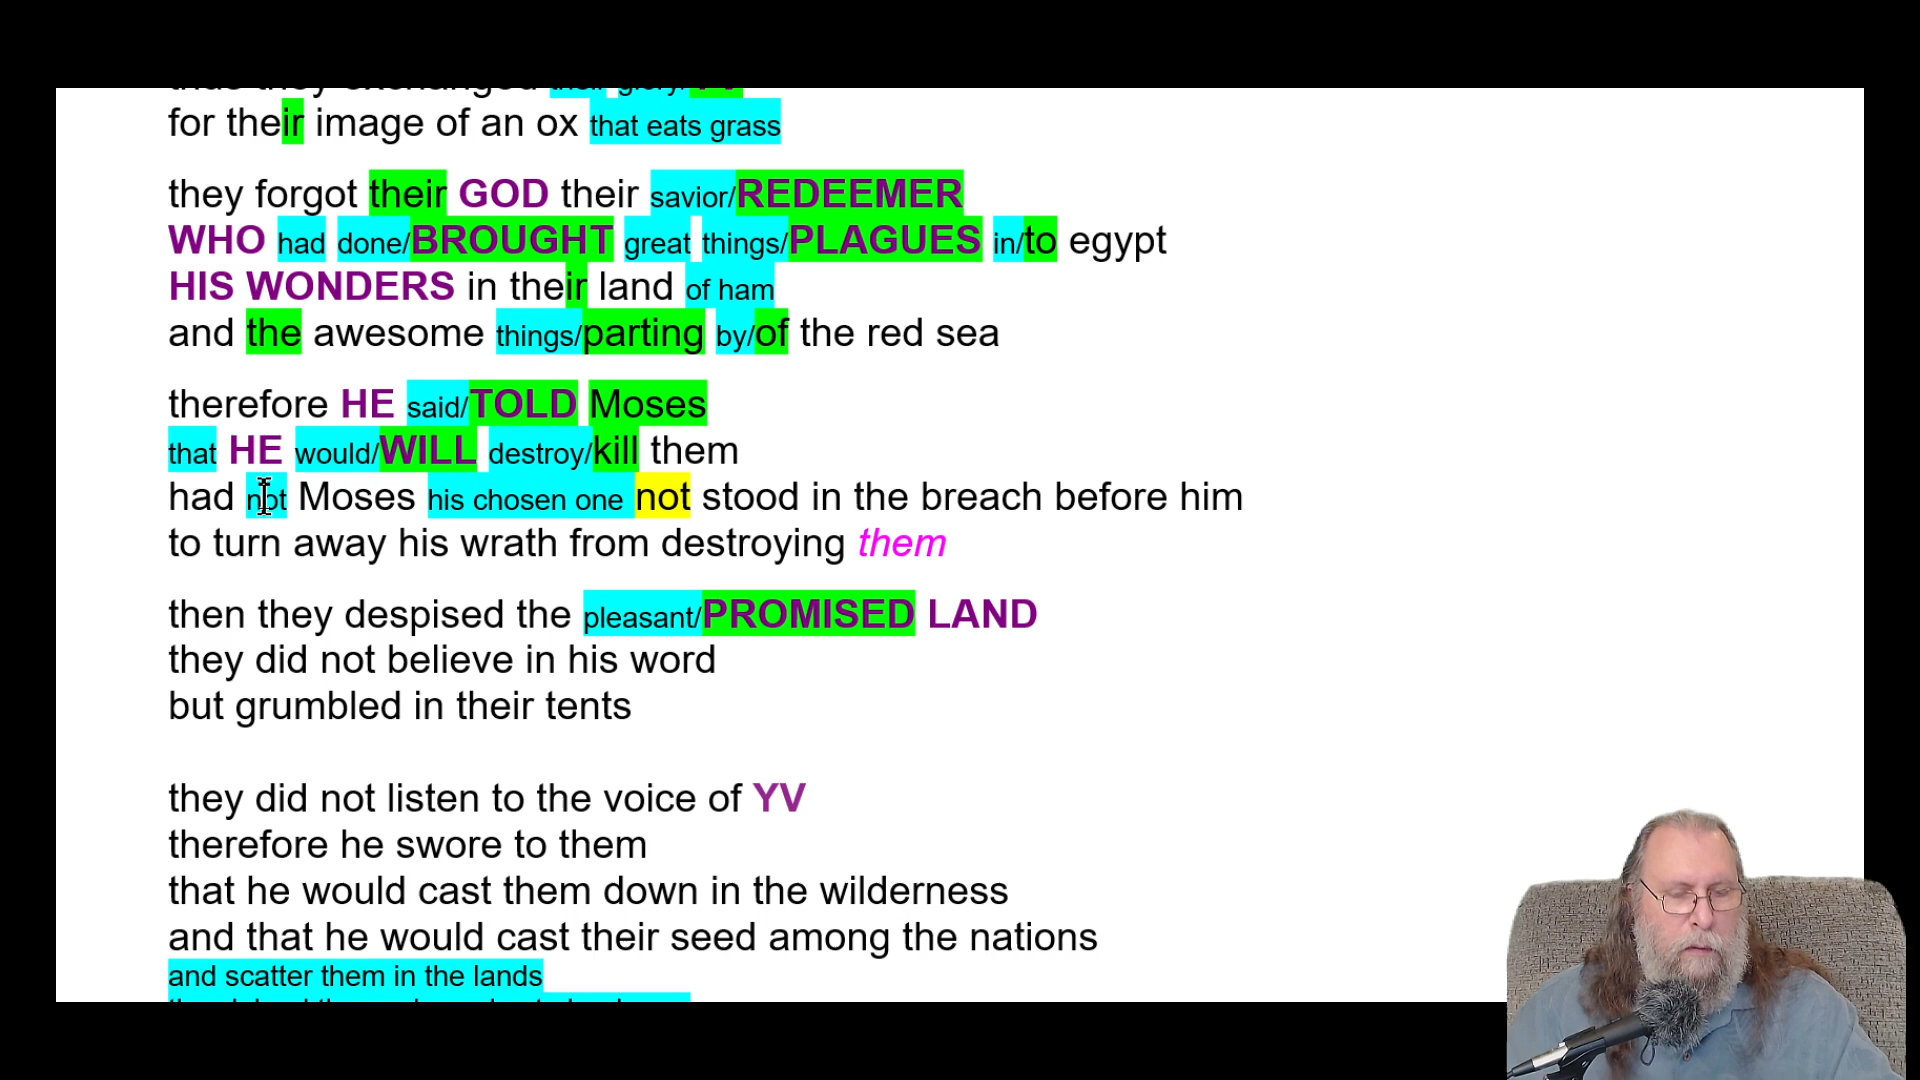 for their image of an ox that eats grass
they forgot their GOD their savior/REDEEMER
WHO had done/BROUGHT great things/PLAGUES in/to egypt
HIS WONDERS in their land of ham
and the awesome things/parting by/of the red sea
therefore HE said/TOLD Moses
that HE would/WILL destroy/kill them
had not Moses his chosen one not stood in the breach before him
to turn away his wrath from destroying them
then they despised the pleasant/PROMISED LAND
they did not believe in his word
but grumbled in their tents
they did not listen to the voice of YV
therefore he swore to them
that he would cast them down in the wilderness
and that he would cast their seed among the nations
and scatter them in the lands